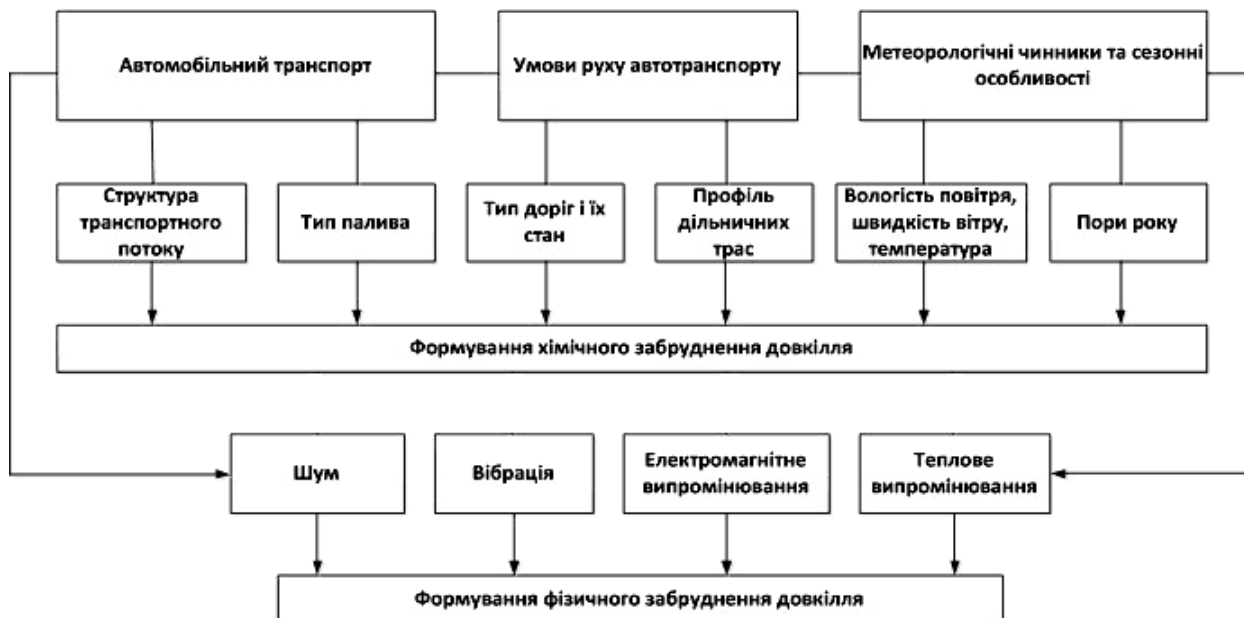 Автомобільний транспорт
Умови руху автотранспорту
Метеорологічні чинники та сезонні
особливості
Структура
транспортного
потоку
Тип палива
Тип доріг і їх
стан
Профіль
дільничних
трас
Вологість повітря,
швидкість вітру,
температура
Пори року
Формування хімічного забруднення довкілля
Шум
Вібрація
Електромагнітне
випромінювання
Теплове
випромінювання
Формування фізичного забруднення довкілля